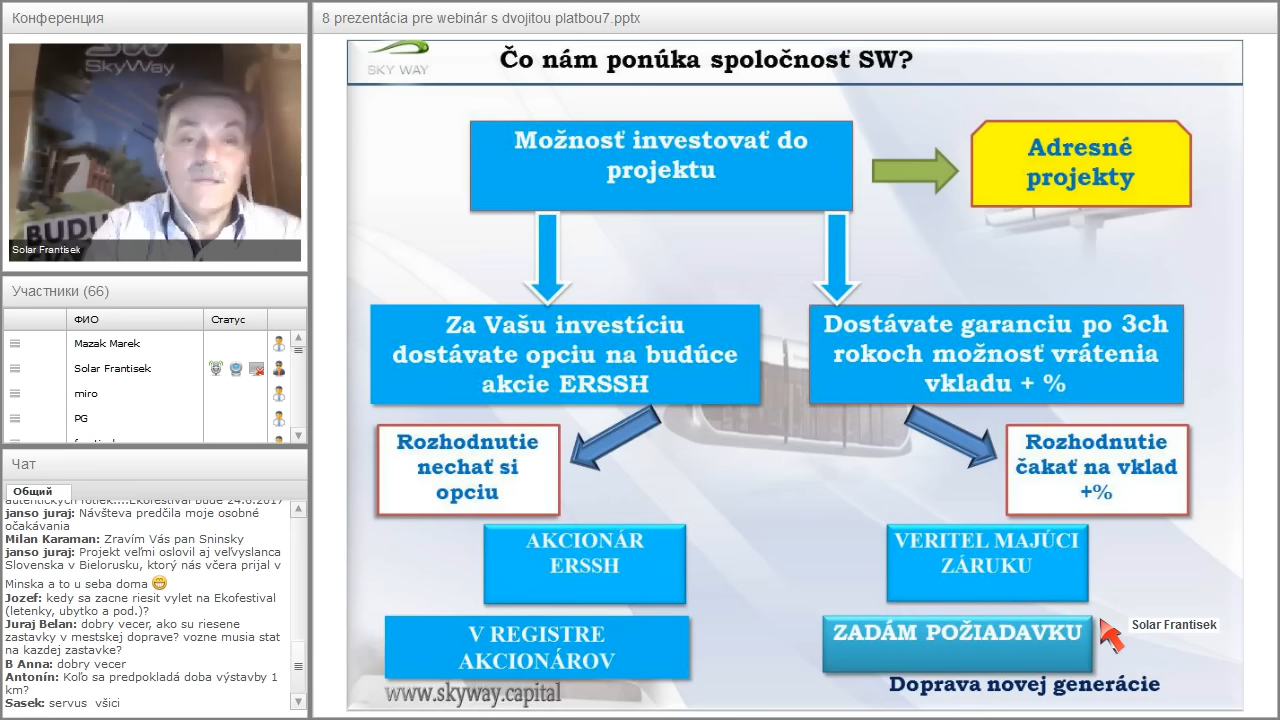 Конференция
SW
SkyWay
BUDU
Solar Frantisek
Участники (66)
ФИО
Статус
Mazak Marek
Solar Frantisek
miro
PG
Чат
Общий
janso juraj: Návšteva predčila moje osobné
očakávania
Milan Karaman: Zravím Vás pan Sninsky
janso juraj: Projekt veľmi oslovil aj veľvyslanca
Slovenska v Bielorusku, ktorý nás včera prijal v
Minska a to u seba doma
Jozef: kedy sa zacne riesit vylet na Ekofestival
(letenky, ubytko a pod.)?
Juraj Belan: dobry vecer, ako su riesene
zastavky v mestskej doprave? vozne musia stat
na kazdej zastavke?
B Anna: dobry vecer
Antonín: Koľo sa predpokladá doba výstavby 1
km?
Sasek: servus všici
8 prezentácia pre webinár s dvojitou platbou7.pptx
SKY WAY
Čo nám ponúka spoločnosť SW?
Možnosť investovať do
projektu
Adresné
projekty
Za Vašu investíciu
dostávate opciu na budúce
akcie ERSSH
Dostávate garanciu po 3ch
rokoch možnosť vrátenia
vkladu + %
Rozhodnutie
nechať si
opciu
Rozhodnutie
čakať na vklad
+%
AKCIONÁR
ERSSH
VERITEL MAJÚCI
ZÁRUKU
V REGISTRE
AKCIONÁROV
ZADÁM POŽIADAVKU
Solar Frantisek
www.skyway.capital
Doprava novej generácie